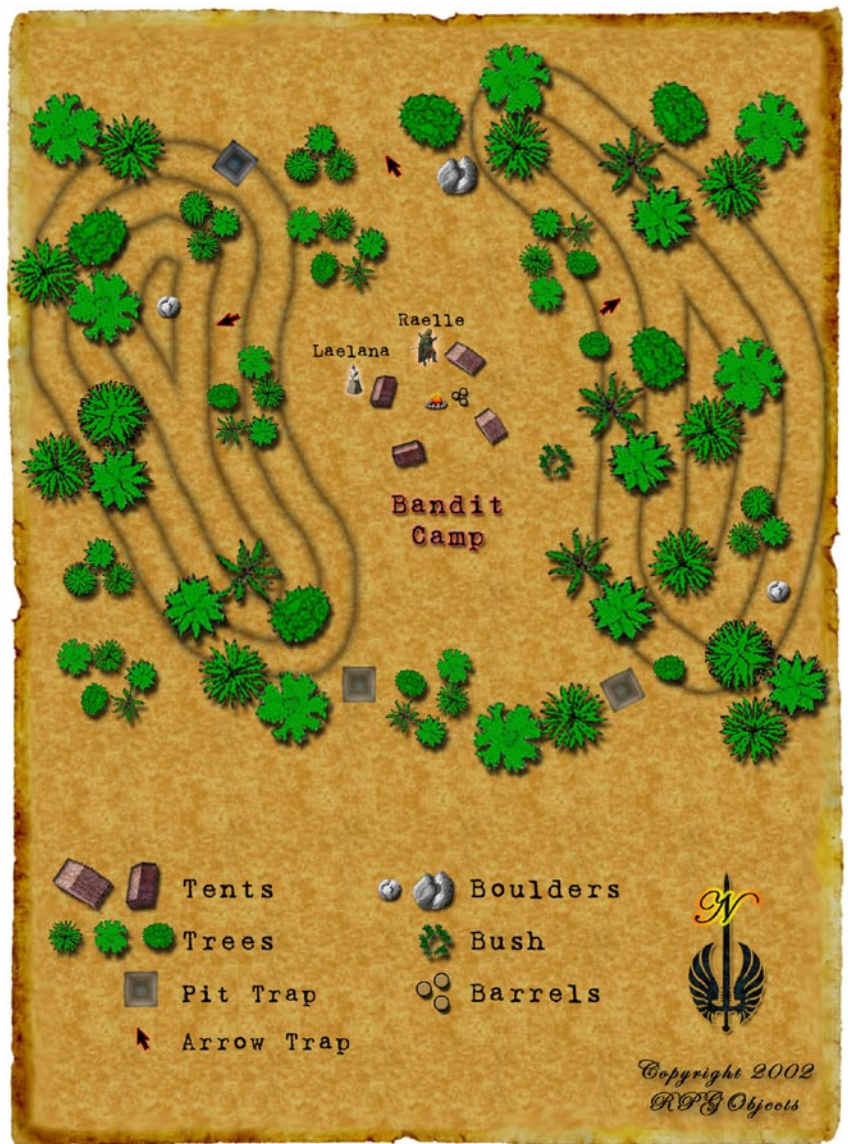 Raelle
Laelana
Bandit
Camp
Tents
Boulders
Trees
Bush
Pit Trap
Barrels
Arrow Trap
N
Copyright 2002
RPG Objects